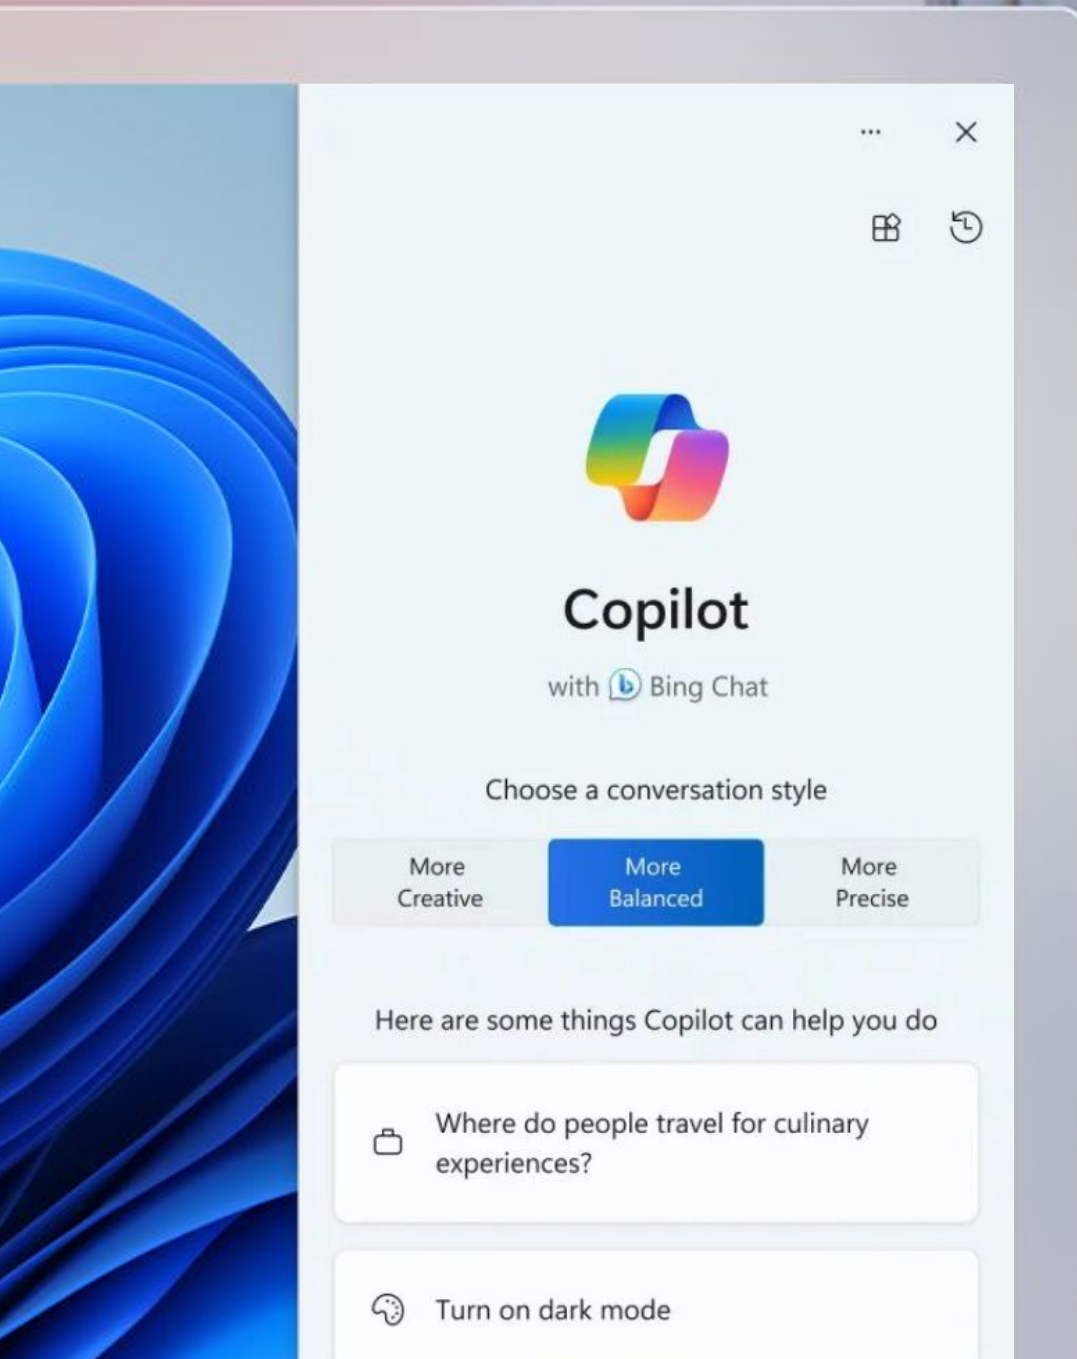 Copilot
with Bing Chat
Choose a conversation style
More
Creative
More
Balanced
More
Precise
Here are some things Copilot can help you do
Where do people travel for culinary
experiences?
Turn on dark mode